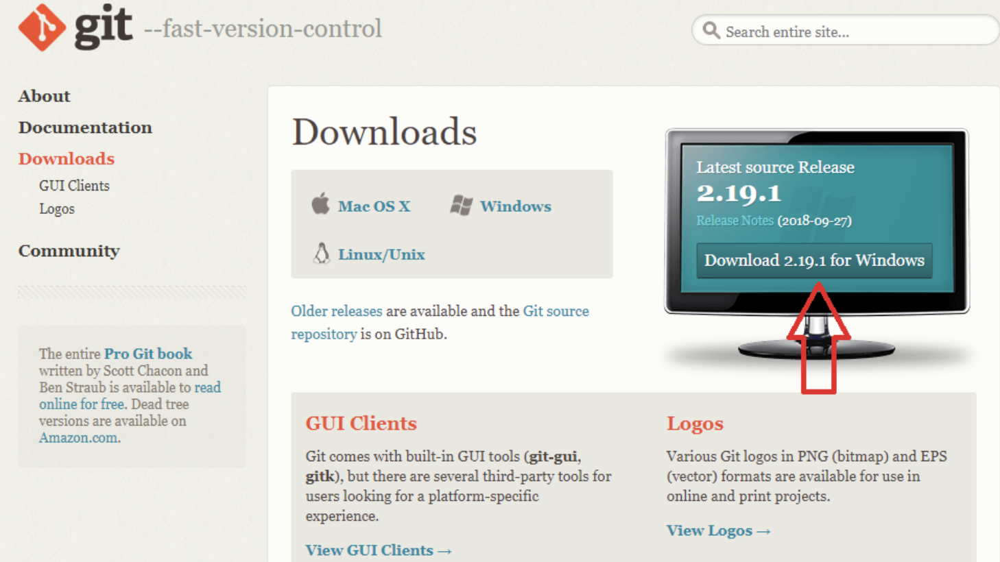 git --fast-version-control
Search entire site...
About
Documentation
Downloads
GUI Clients
Logos
Community
The entire Pro Git book
written by Scott Chacon and
Ben Straub is available to read
online for free. Dead tree
versions are available on
Amazon.com.
Downloads
Mac OS X
Windows
Linux/Unix
Older releases are available and the Git source
repository is on GitHub.
Latest source Release
2.19.1
Release Notes (2018-09-27)
Download 2.19.1 for Windows
GUI Clients
Git comes with built-in GUI tools (git-gui,
gitk), but there are several third-party tools for
users looking for a platform-specific
experience.
View GUI Clients →
Logos
Various Git logos in PNG (bitmap) and EPS
(vector) formats are available for use in
online and print projects.
View Logos →